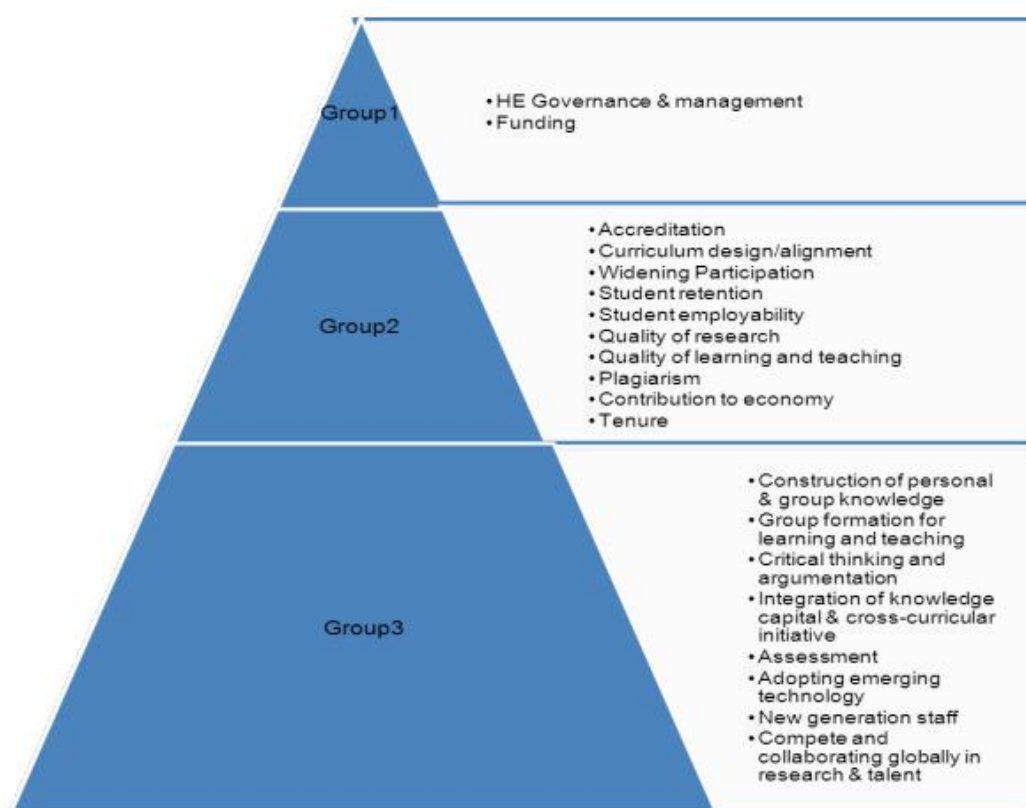 Group1
• HE Governance & management
• Funding
Group2
• Accreditation
• Curriculum design/alignment
• Widening Participation
• Student retention
• Student employability
• Quality of research
• Quality of learning and teaching
• Plagiarism
• Contribution to economy
• Tenure
Group3
• Construction of personal
& group knowledge
• Group formation for
learning and teaching
• Critical thinking and
argumentation
• Integration of knowledge
capital & cross-curricular
initiative
• Assessment
• Adopting emerging
technology
• New generation staff
• Compete and
collaborating globally in
research & talent